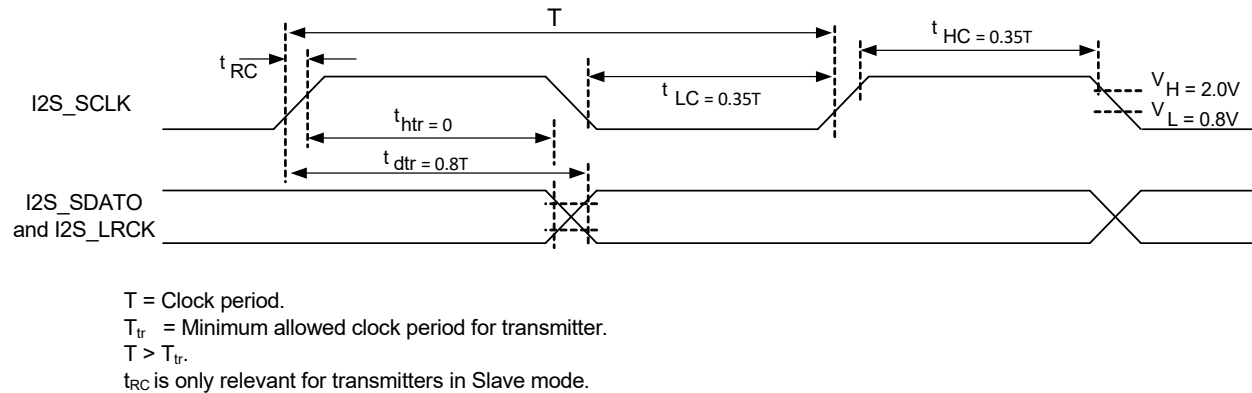 T
t RC
t HC = 0.35T
I2S_SCLK
t LC = 0.35T
V H = 2.0V
V L = 0.8V
t htr = 0
t dtr = 0.8T
I2S_SDATO
and I2S_LRCK
T = Clock period.
Ttr = Minimum allowed clock period for transmitter.
T > Ttr.
tRC is only relevant for transmitters in Slave mode.